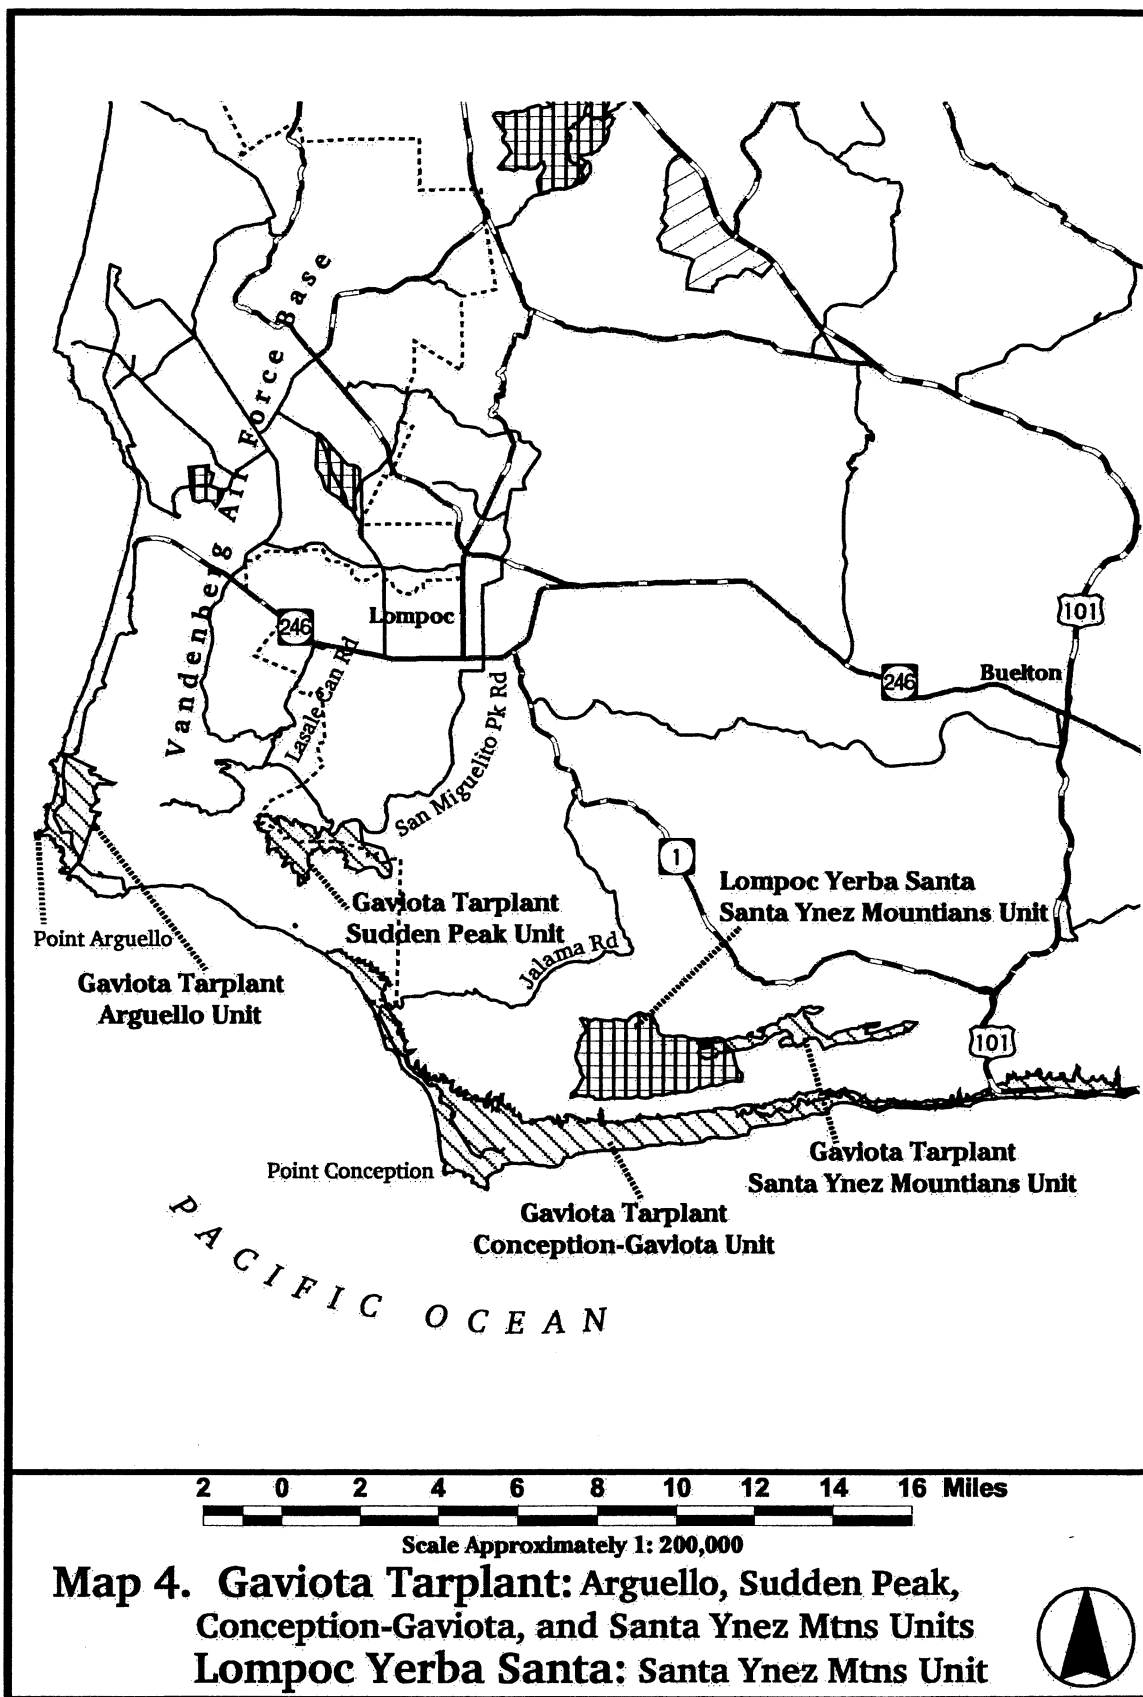 Vandenberg Air Force Base
246
Lompoc
101
Buelton
246
Lasale Can Rd
San Miguelito Pk Rd
1
Lompoc Yerba Santa
Santa Ynez Mountians Unit
Gaviota Tarplant
Sudden Peak Unit
Point Arguello
Jalama Rd
Gaviota Tarplant
Arguello Unit
101
Point Conception
Gaviota Tarplant
Santa Ynez Mountians Unit
Gaviota Tarplant
Conception-Gaviota Unit
PACIFIC OCEAN
2 0 2 4 6 8 10 12 14 16 Miles
Scale Approximately 1: 200,000
Map 4. Gaviota Tarplant: Arguello, Sudden Peak,
Conception-Gaviota, and Santa Ynez Mtns Units
Lompoc Yerba Santa: Santa Ynez Mtns Unit